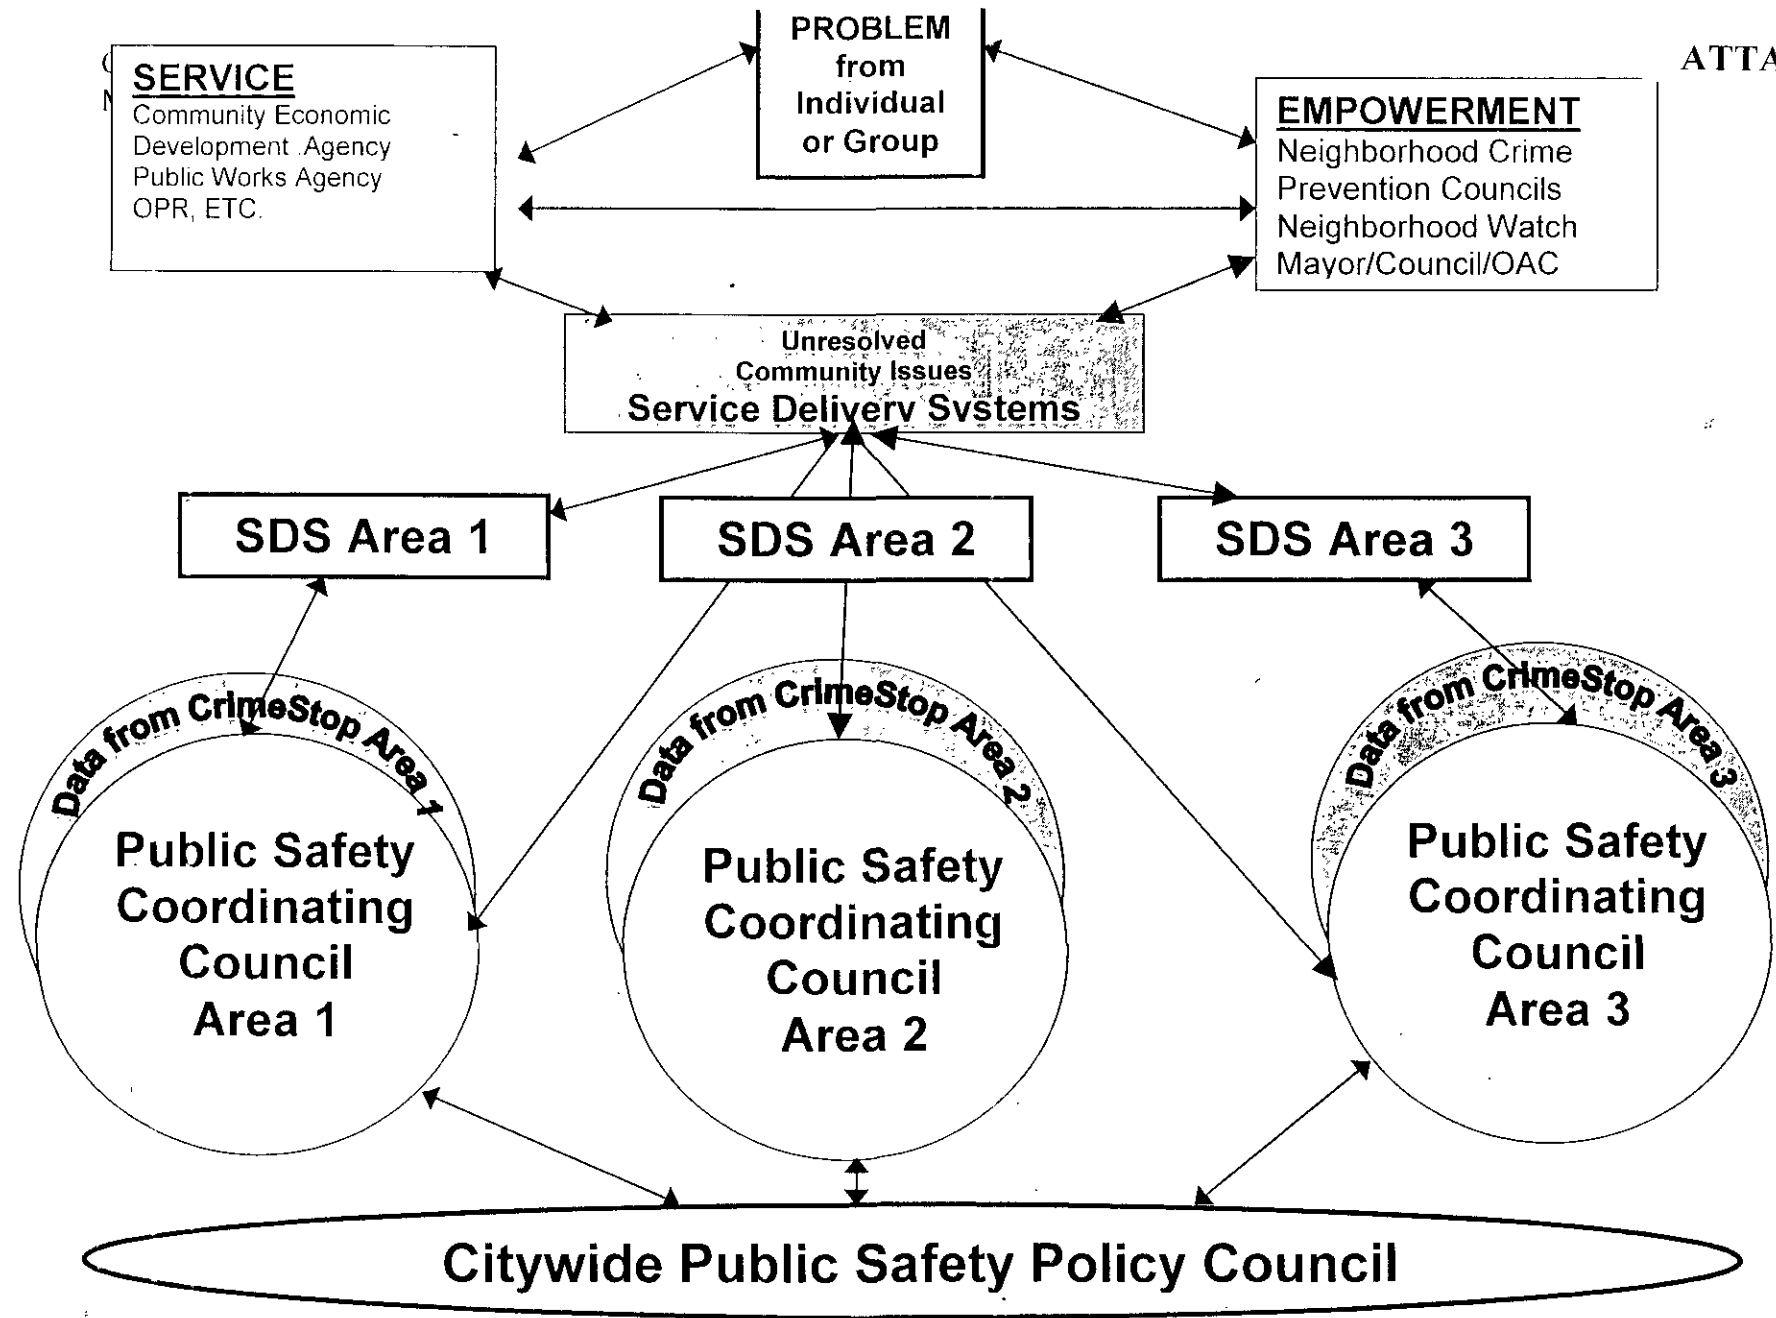 PROBLEM
from
Individual
or Group
ATTA
SERVICE
Community Economic
Development Agency
Public Works Agency
OPR, ETC.
EMPOWERMENT
Neighborhood Crime
Prevention Councils
Neighborhood Watch
Mayor/Council/OAC
Unresolved
Community Issues
Service Delivery Systems
SDS Area 1
SDS Area 2
SDS Area 3
Data from CrimeStop Area 1
Public Safety
Coordinating
Council
Area 1
Data from CrimeStop Area 2
Public Safety
Coordinating
Council
Area 2
Data from CrimeStop Area 3
Public Safety
Coordinating
Council
Area 3
Citywide Public Safety Policy Council